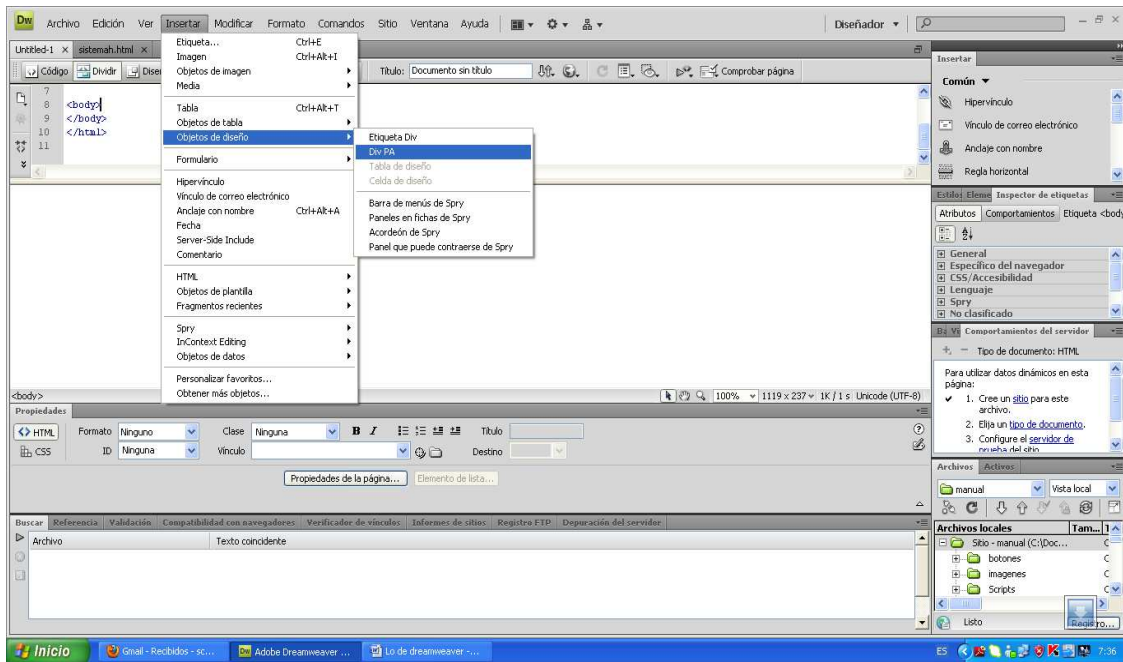 Dw Archivo Edición Ver Insertar Modificar Formato Comandos Sitio Ventana Ayuda Diseñador
Untitled-1 sistemah.html
Código Dividir Título: Documento sin título Comprobar página
7
8 <body>
9 </body>
10 </html>
11
Etiqueta... Ctrl+E
Imagen Ctrl+Alt+I
Objetos de imagen
Media
Tabla Ctrl+Alt+T
Objetos de tabla
Objetos de diseño
Formulario
Hipervínculo
Vínculo de correo electrónico
Anclaje con nombre Ctrl+Alt+A
Fecha
Server-Side Include
Comentario
HTML
Objetos de plantilla
Fragmentos recientes
Spry
InContext Editing
Objetos de datos
Personalizar favoritos...
Obtener más objetos...
Etiqueta Div
Div PA
Tabla de diseño
Celda de diseño
Barra de menús de Spry
Paneles en fichas de Spry
Acordeón de Spry
Panel que puede contraerse de Spry
<body> 100% 1119 x 237 1K / 1 s Unicode (UTF-8)
Propiedades
HTML Formato Ninguno Clase Ninguna B I Título
CSS ID Ninguna Vínculo Destino
Propiedades de la página... Elemento de lista...
Buscar Referencia Validación Compatibilidad con navegadores Verificador de vínculos Informes de sitios Registro FTP Depuración del servidor
Archivo Texto coincidente
Insertar
Común
Hipervínculo
Vínculo de correo electrónico
Anclaje con nombre
Regla horizontal
Estilos Eleme Inspector de etiquetas
Atributos Comportamientos Etiqueta <body
General
Específico del navegador
CSS/Accesibilidad
Lenguaje
Spry
No clasificado
Comportamientos del servidor
Tipo de documento: HTML
Para utilizar datos dinámicos en esta
página:
1. Cree un sitio para este
archivo.
2. Elija un tipo de documento.
3. Configure el servidor de
prueba del sitio
Archivos Activos
manual Vista local
Archivos locales Tam...
Sitio - manual (C:\Doc...
botones
imagenes
Scripts
Listo
Inicio Gmail - Recibidos - sc... Adobe Dreamweaver ... Lo de dreamweaver -... ES 7:36